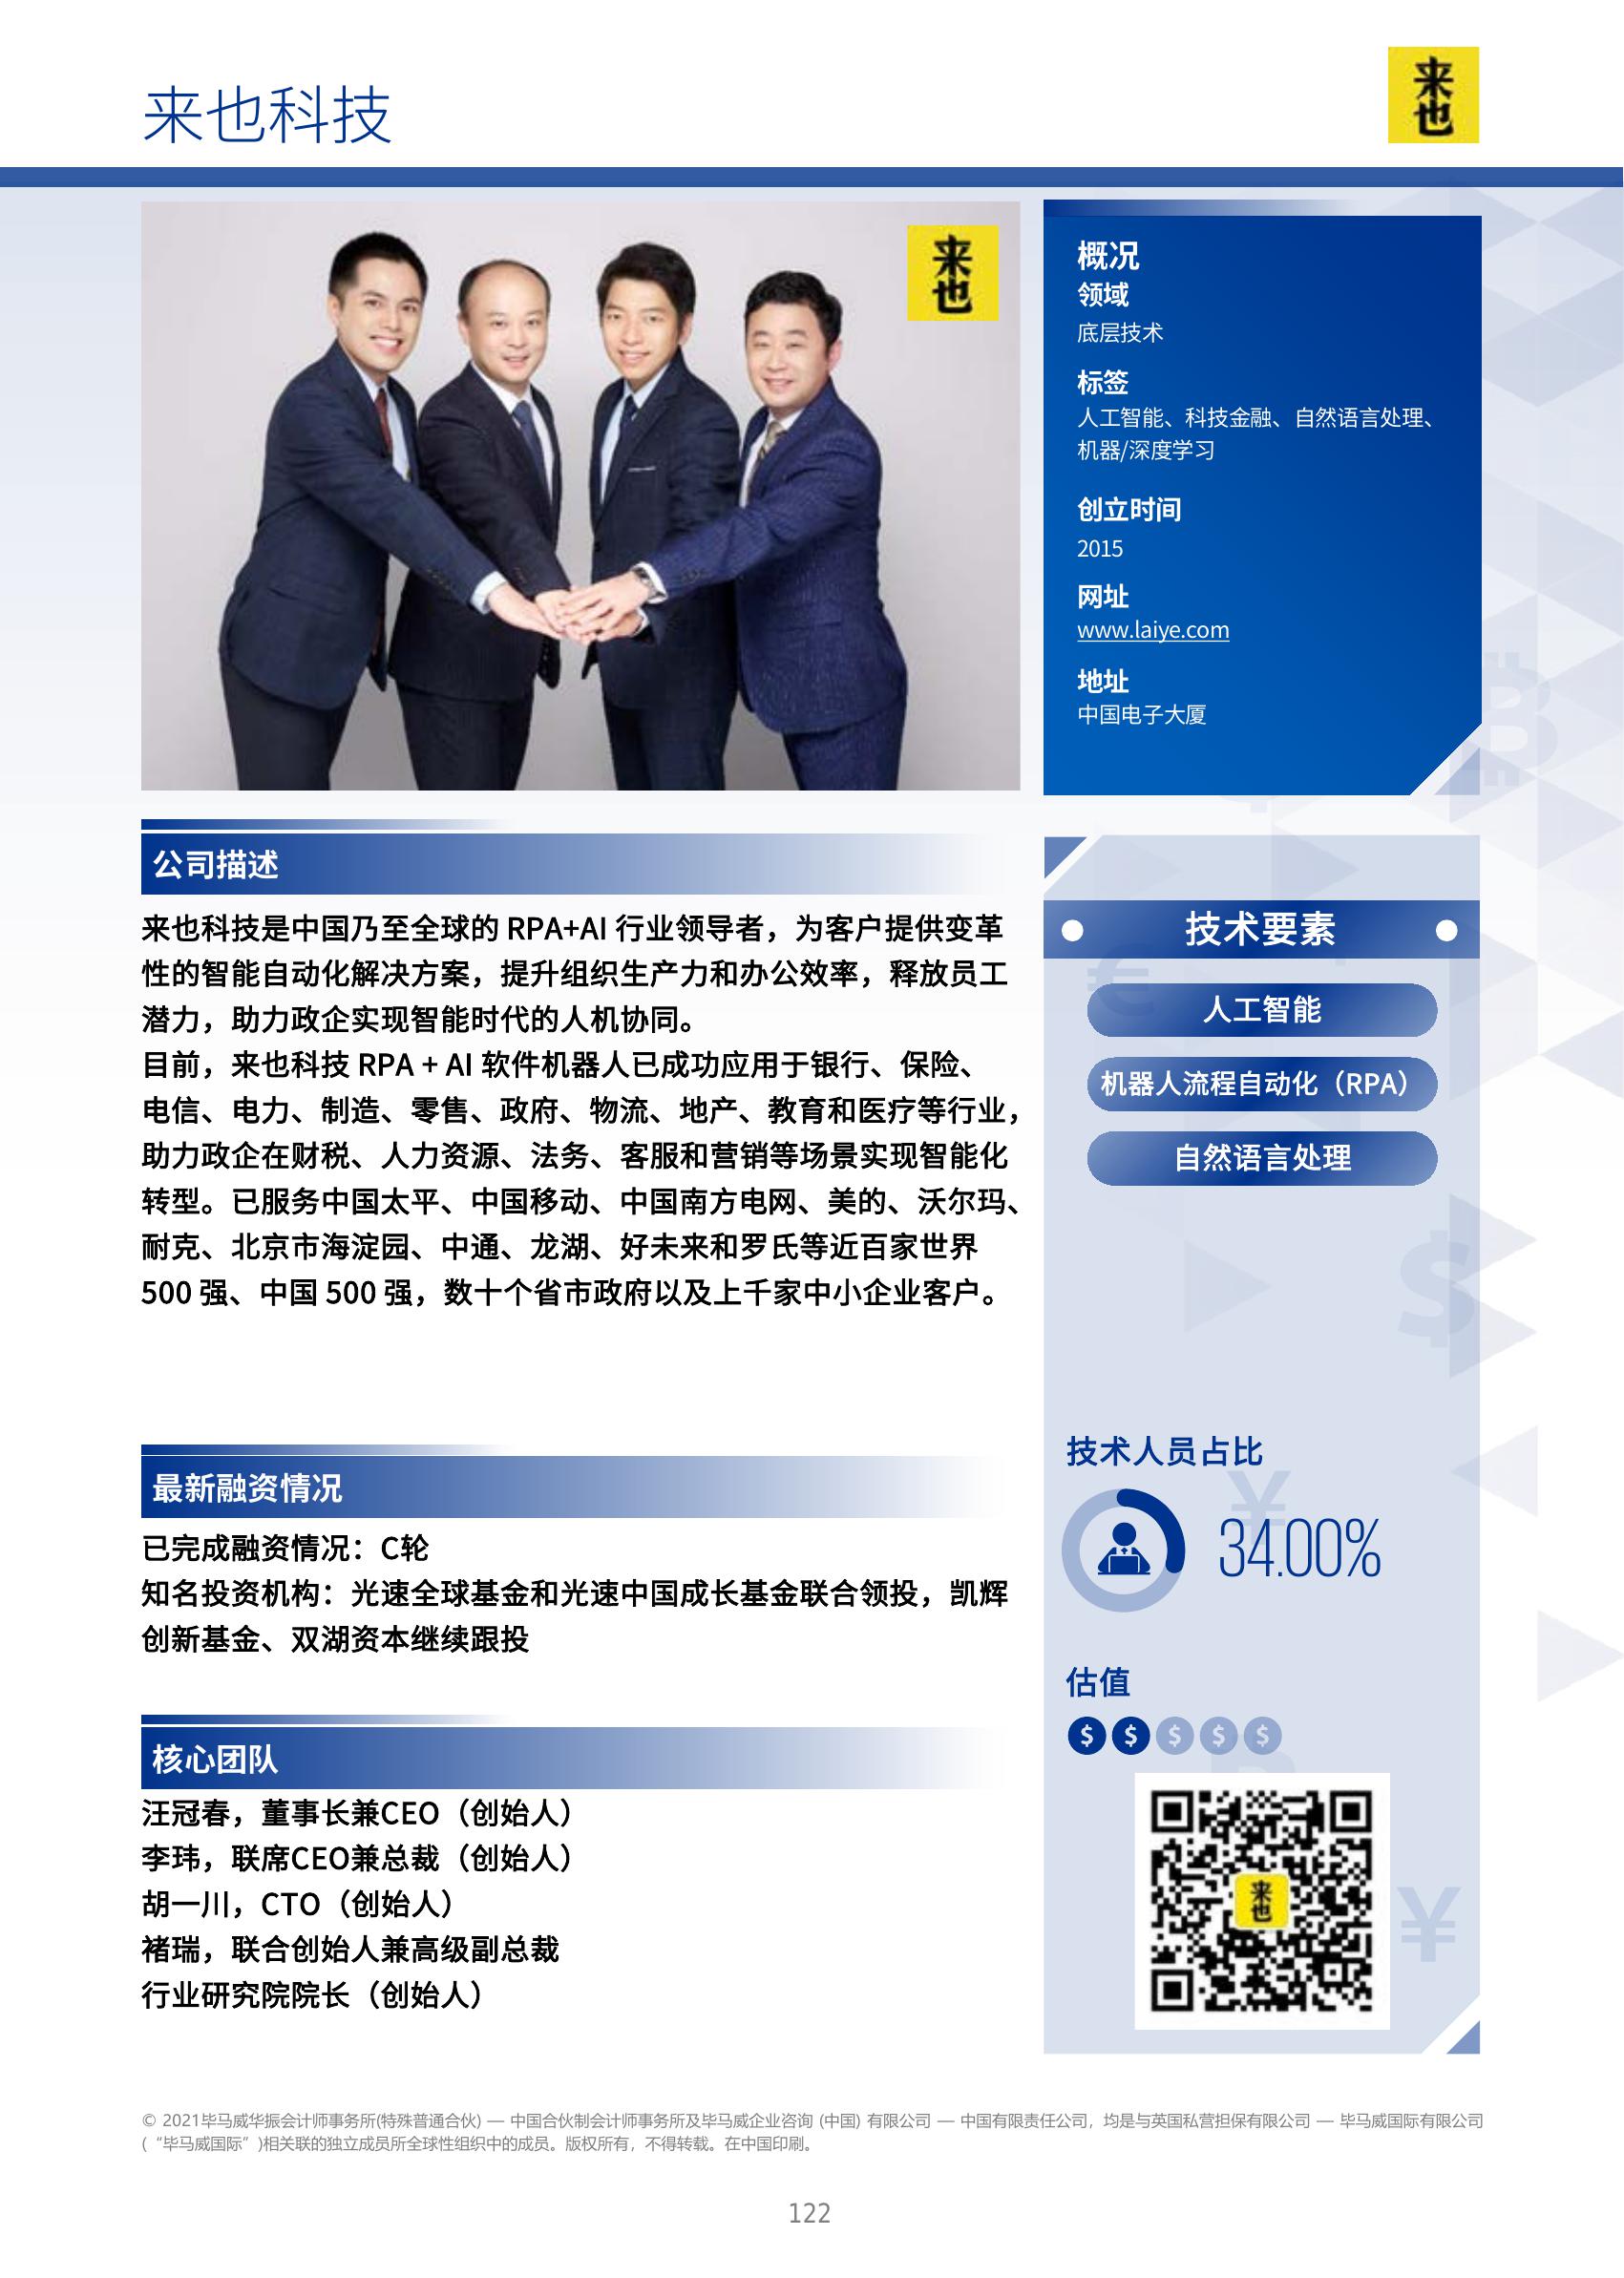 来也科技
来也
来也
概况
领域
底层技术
标签
人工智能、科技金融、自然语言处理、
机器/深度学习
创立时间
2015
网址
www.laiye.com
地址
中国电子大厦
公司描述
来也科技是中国乃至全球的 RPA+AI 行业领导者，为客户提供变革
性的智能自动化解决方案，提升组织生产力和办公效率，释放员工
潜力，助力政企实现智能时代的人机协同。
目前，来也科技 RPA + AI 软件机器人已成功应用于银行、保险、
电信、电力、制造、零售、政府、物流、地产、教育和医疗等行业，
助力政企在财税、人力资源、法务、客服和营销等场景实现智能化
转型。已服务中国太平、中国移动、中国南方电网、美的、沃尔玛、
耐克、北京市海淀园、中通、龙湖、好未来和罗氏等近百家世界
500 强、中国 500 强，数十个省市政府以及上千家中小企业客户。
最新融资情况
已完成融资情况：C轮
知名投资机构：光速全球基金和光速中国成长基金联合领投，凯辉
创新基金、双湖资本继续跟投
核心团队
汪冠春，董事长兼CEO（创始人）
李玮，联席CEO兼总裁（创始人）
胡一川，CTO（创始人）
褚瑞，联合创始人兼高级副总裁
行业研究院院长（创始人）
技术要素
人工智能
机器人流程自动化（RPA）
自然语言处理
技术人员占比
34.00%
估值
$ $ $ $ $
来也
© 2021毕马威华振会计师事务所(特殊普通合伙) — 中国合伙制会计师事务所及毕马威企业咨询 (中国) 有限公司 — 中国有限责任公司，均是与英国私营担保有限公司 — 毕马威国际有限公司
(“毕马威国际”)相关联的独立成员所全球性组织中的成员。版权所有，不得转载。在中国印刷。
122